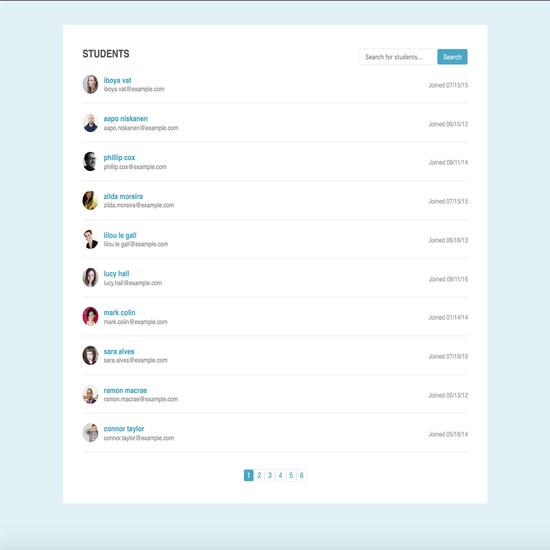 STUDENTS
Search for students... Search
iboya vat
iboya.vat@example.com
Joined 07/15/15
aapo niskanen
aapo.niskanen@example.com
Joined 06/15/12
phillip cox
phillip.cox@example.com
Joined 09/11/14
zilda moreira
zilda.moreira@example.com
Joined 07/15/15
lilou le gall
lilou.le gall@example.com
Joined 06/16/13
lucy hall
lucy.hall@example.com
Joined 09/11/16
mark colin
mark.colin@example.com
Joined 01/14/14
sara alves
sara.alves@example.com
Joined 07/19/16
ramon macrae
ramon.macrae@example.com
Joined 05/13/12
connor taylor
connor.taylor@example.com
Joined 05/18/14
1 2 3 4 5 6